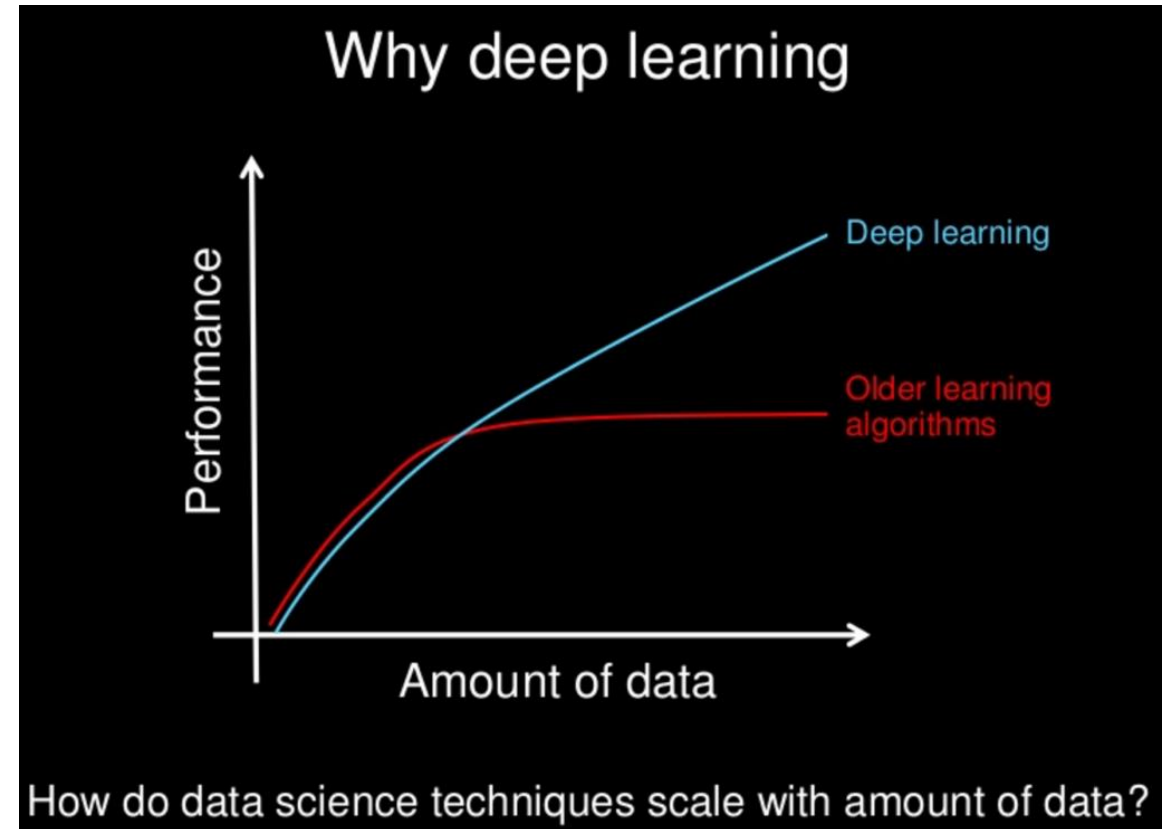 Why deep learning
Performance
Deep learning
Older learning
algorithms
Amount of data
How do data science techniques scale with amount of data?